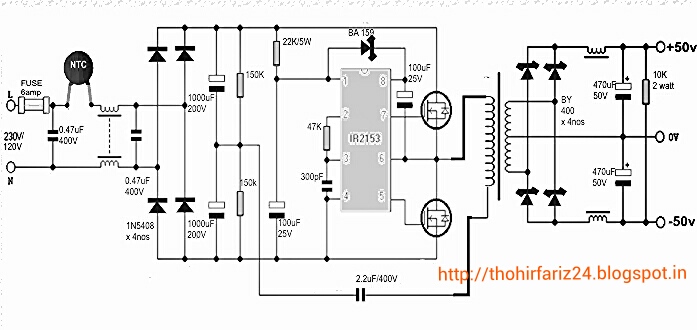 FUSE
6amp
NTC
L
230V/
120V
N
0.47uF
400V
0.47uF
400V
1N5408
x 4nos
1000uF
200V
1000uF
200V
150K
150k
22K/5W
BA 159
100uF
25V
47K
300pF
100uF
25V
IR2153
1
2
3
4
8
7
6
5
2.2uF/400V
BY
400
x 4nos
470uF
50V
470uF
50V
10K
2 watt
+50v
0V
-50v
http://thohirfariz24.blogspot.in